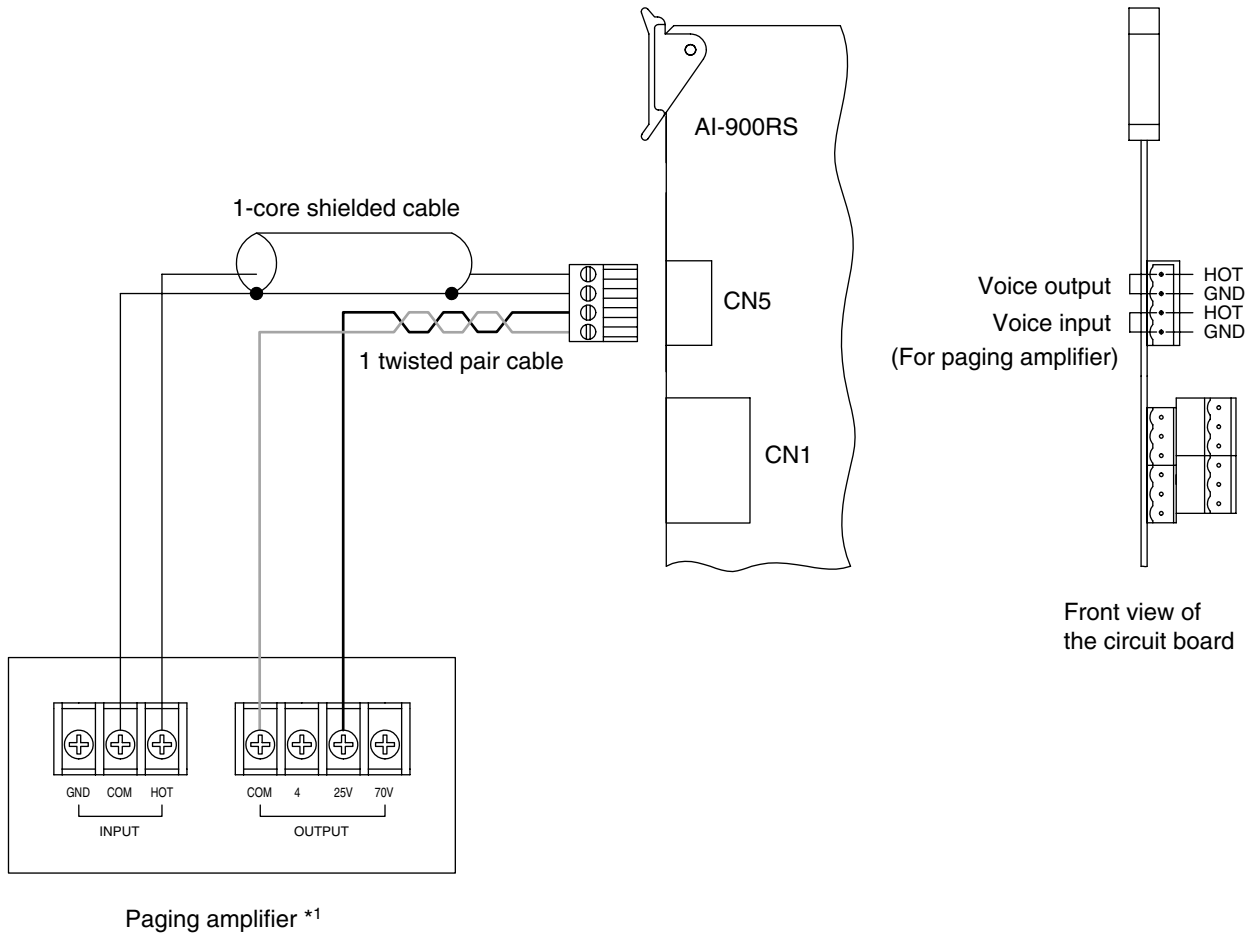 AI-900RS
1-core shielded cable
CN5
1 twisted pair cable
CN1
Voice output
Voice input
(For paging amplifier)
HOT
GND
HOT
GND
Front view of
the circuit board
GND COM HOT
INPUT
COM 4 25V 70V
OUTPUT
Paging amplifier *1